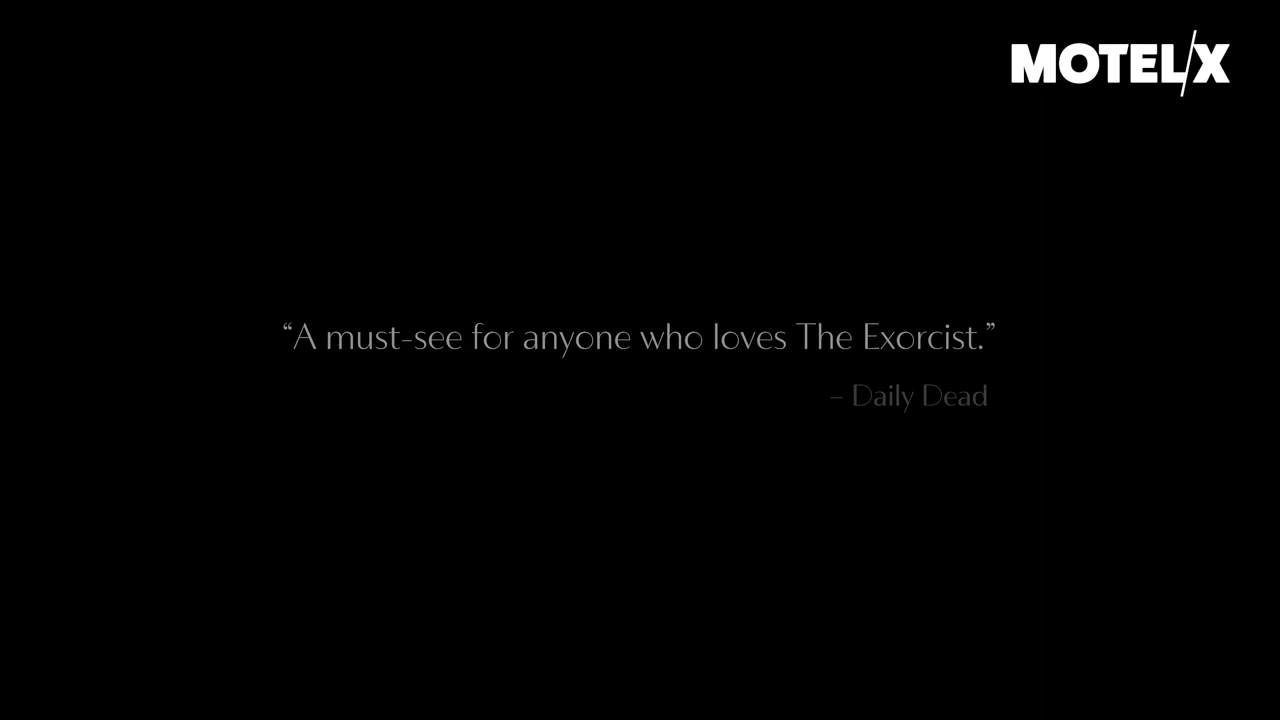 MOTEL/X
“A must-see for anyone who loves The Exorcist.”
– Daily Dead